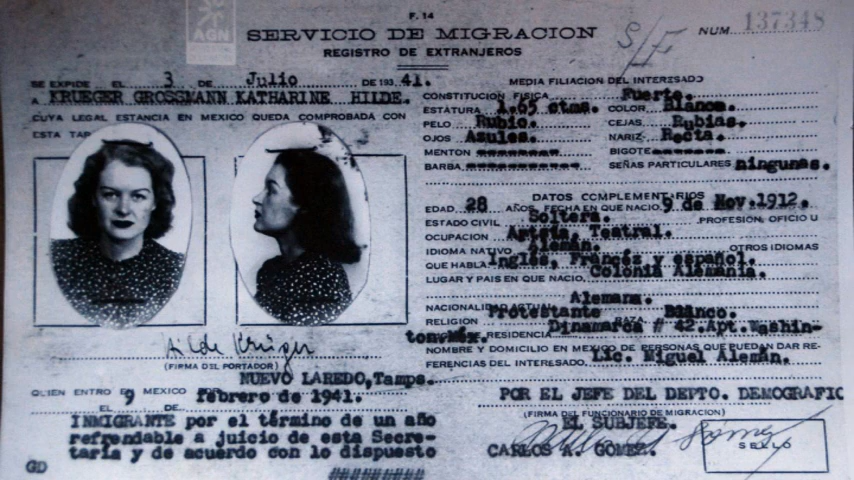 AGN
F. 14
SERVICIO DE MIGRACION
REGISTRO DE EXTRANJEROS
NUM. 137348
S/F
SE EXPIDE EL 3 DE Julio DE 1941.
A KRUEGER GROSSMANN KATHARINE HILDE.
CUYA LEGAL ESTANCIA EN MEXICO QUEDA COMPROBADA CON
ESTA TAR
Hilde Krüger
(FIRMA DEL PORTADOR)
NUEVO LAREDO, Tamps.
QUIEN ENTRO EN MEXICO POR
EL 9 DE febrero de 1941.
INMIGRANTE por el término de un año
refrendable a juicio de esta Secre-
taría y de acuerdo con lo dispuesto
GD
#########
MEDIA FILIACION DEL INTERESADO
CONSTITUCION FISICA Fuerte.
ESTATURA 1.65 ctms. COLOR Blanco.
PELO Rubio. CEJAS Rubias.
OJOS Azules. NARIZ Recta.
MENTON BIGOTE
BARBA SEÑAS PARTICULARES ningunas.
DATOS COMPLEMENTARIOS
EDAD 28 AÑOS, FECHA EN QUE NACIO 9 de Nov. 1912.
ESTADO CIVIL Soltera. PROFESION, OFICIO U
OCUPACION Teatral.
IDIOMA NATIVO Alemán. OTROS IDIOMAS
QUE HABLA Inglés, Francés y español.
LUGAR Y PAIS EN QUE NACIO, Colonia Alemania.
NACIONALIDAD ACTUAL Alemana.
RELIGION Protestante RAZA Blanco.
RESIDENCIA Dinamarca # 42. Apt. Washin-
ton Méx.
NOMBRE Y DOMICILIO EN MEXICO DE PERSONAS QUE PUEDAN DAR RE-
FERENCIAS DEL INTERESADO, Lic. Miguel Alemán.
POR EL JEFE DEL DEPTO. DEMOGRAFIC
(FIRMA DEL FUNCIONARIO DE MIGRACION)
EL SUBJEFE.
CARLOS A. GOMEZ.
SELLO